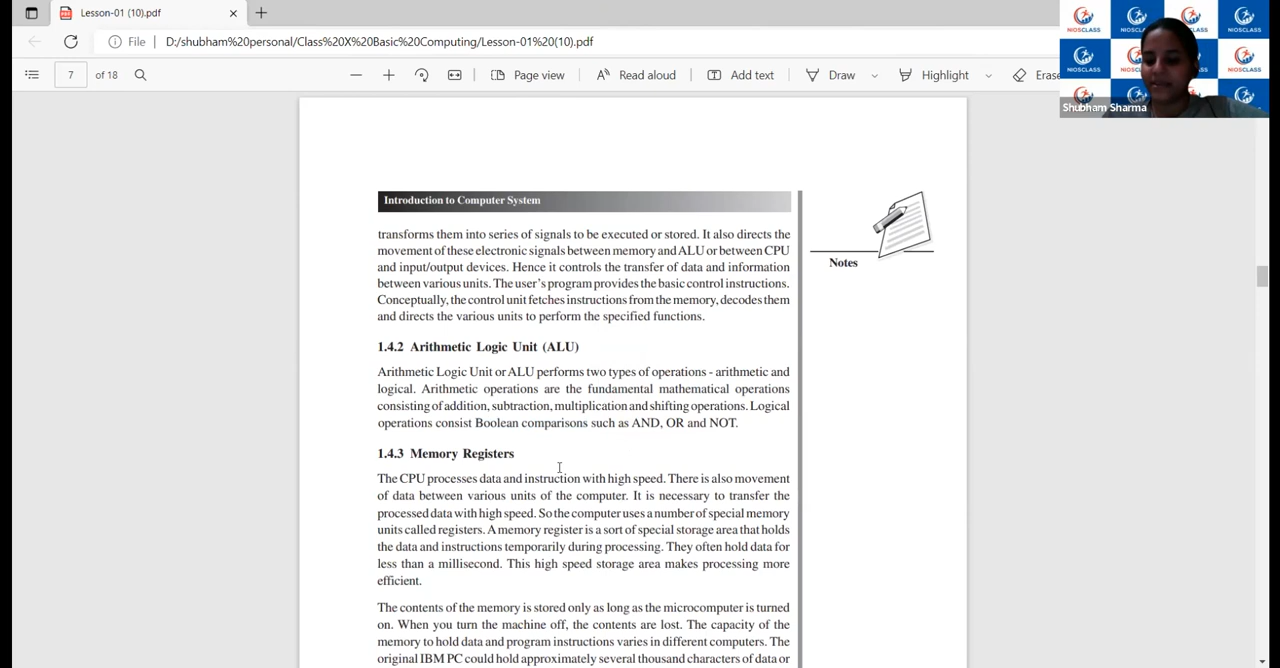 Lesson-01 (10).pdf
File
D:/shubham%20personal/Class%20X%20Basic%20Computing/Lesson-01%20(10).pdf
7
of 18
Page view
Read aloud
Add text
Draw
Highlight
Erase
NIOSCLASS
NIOSCLASS
NIOSCLASS
NIOSCLASS
NIOSCLASS
Shubham Sharma
Introduction to Computer System
Notes
transforms them into series of signals to be executed or stored. It also directs the
movement of these electronic signals between memory and ALU or between CPU
and input/output devices. Hence it controls the transfer of data and information
between various units. The user's program provides the basic control instructions.
Conceptually, the control unit fetches instructions from the memory, decodes them
and directs the various units to perform the specified functions.
1.4.2 Arithmetic Logic Unit (ALU)
Arithmetic Logic Unit or ALU performs two types of operations - arithmetic and
logical. Arithmetic operations are the fundamental mathematical operations
consisting of addition, subtraction, multiplication and shifting operations. Logical
operations consist Boolean comparisons such as AND, OR and NOT.
1.4.3 Memory Registers
The CPU processes data and instruction with high speed. There is also movement
of data between various units of the computer. It is necessary to transfer the
processed data with high speed. So the computer uses a number of special memory
units called registers. A memory register is a sort of special storage area that holds
the data and instructions temporarily during processing. They often hold data for
less than a millisecond. This high speed storage area makes processing more
efficient.
The contents of the memory is stored only as long as the microcomputer is turned
on. When you turn the machine off, the contents are lost. The capacity of the
memory to hold data and program instructions varies in different computers. The
original IBM PC could hold approximately several thousand characters of data or